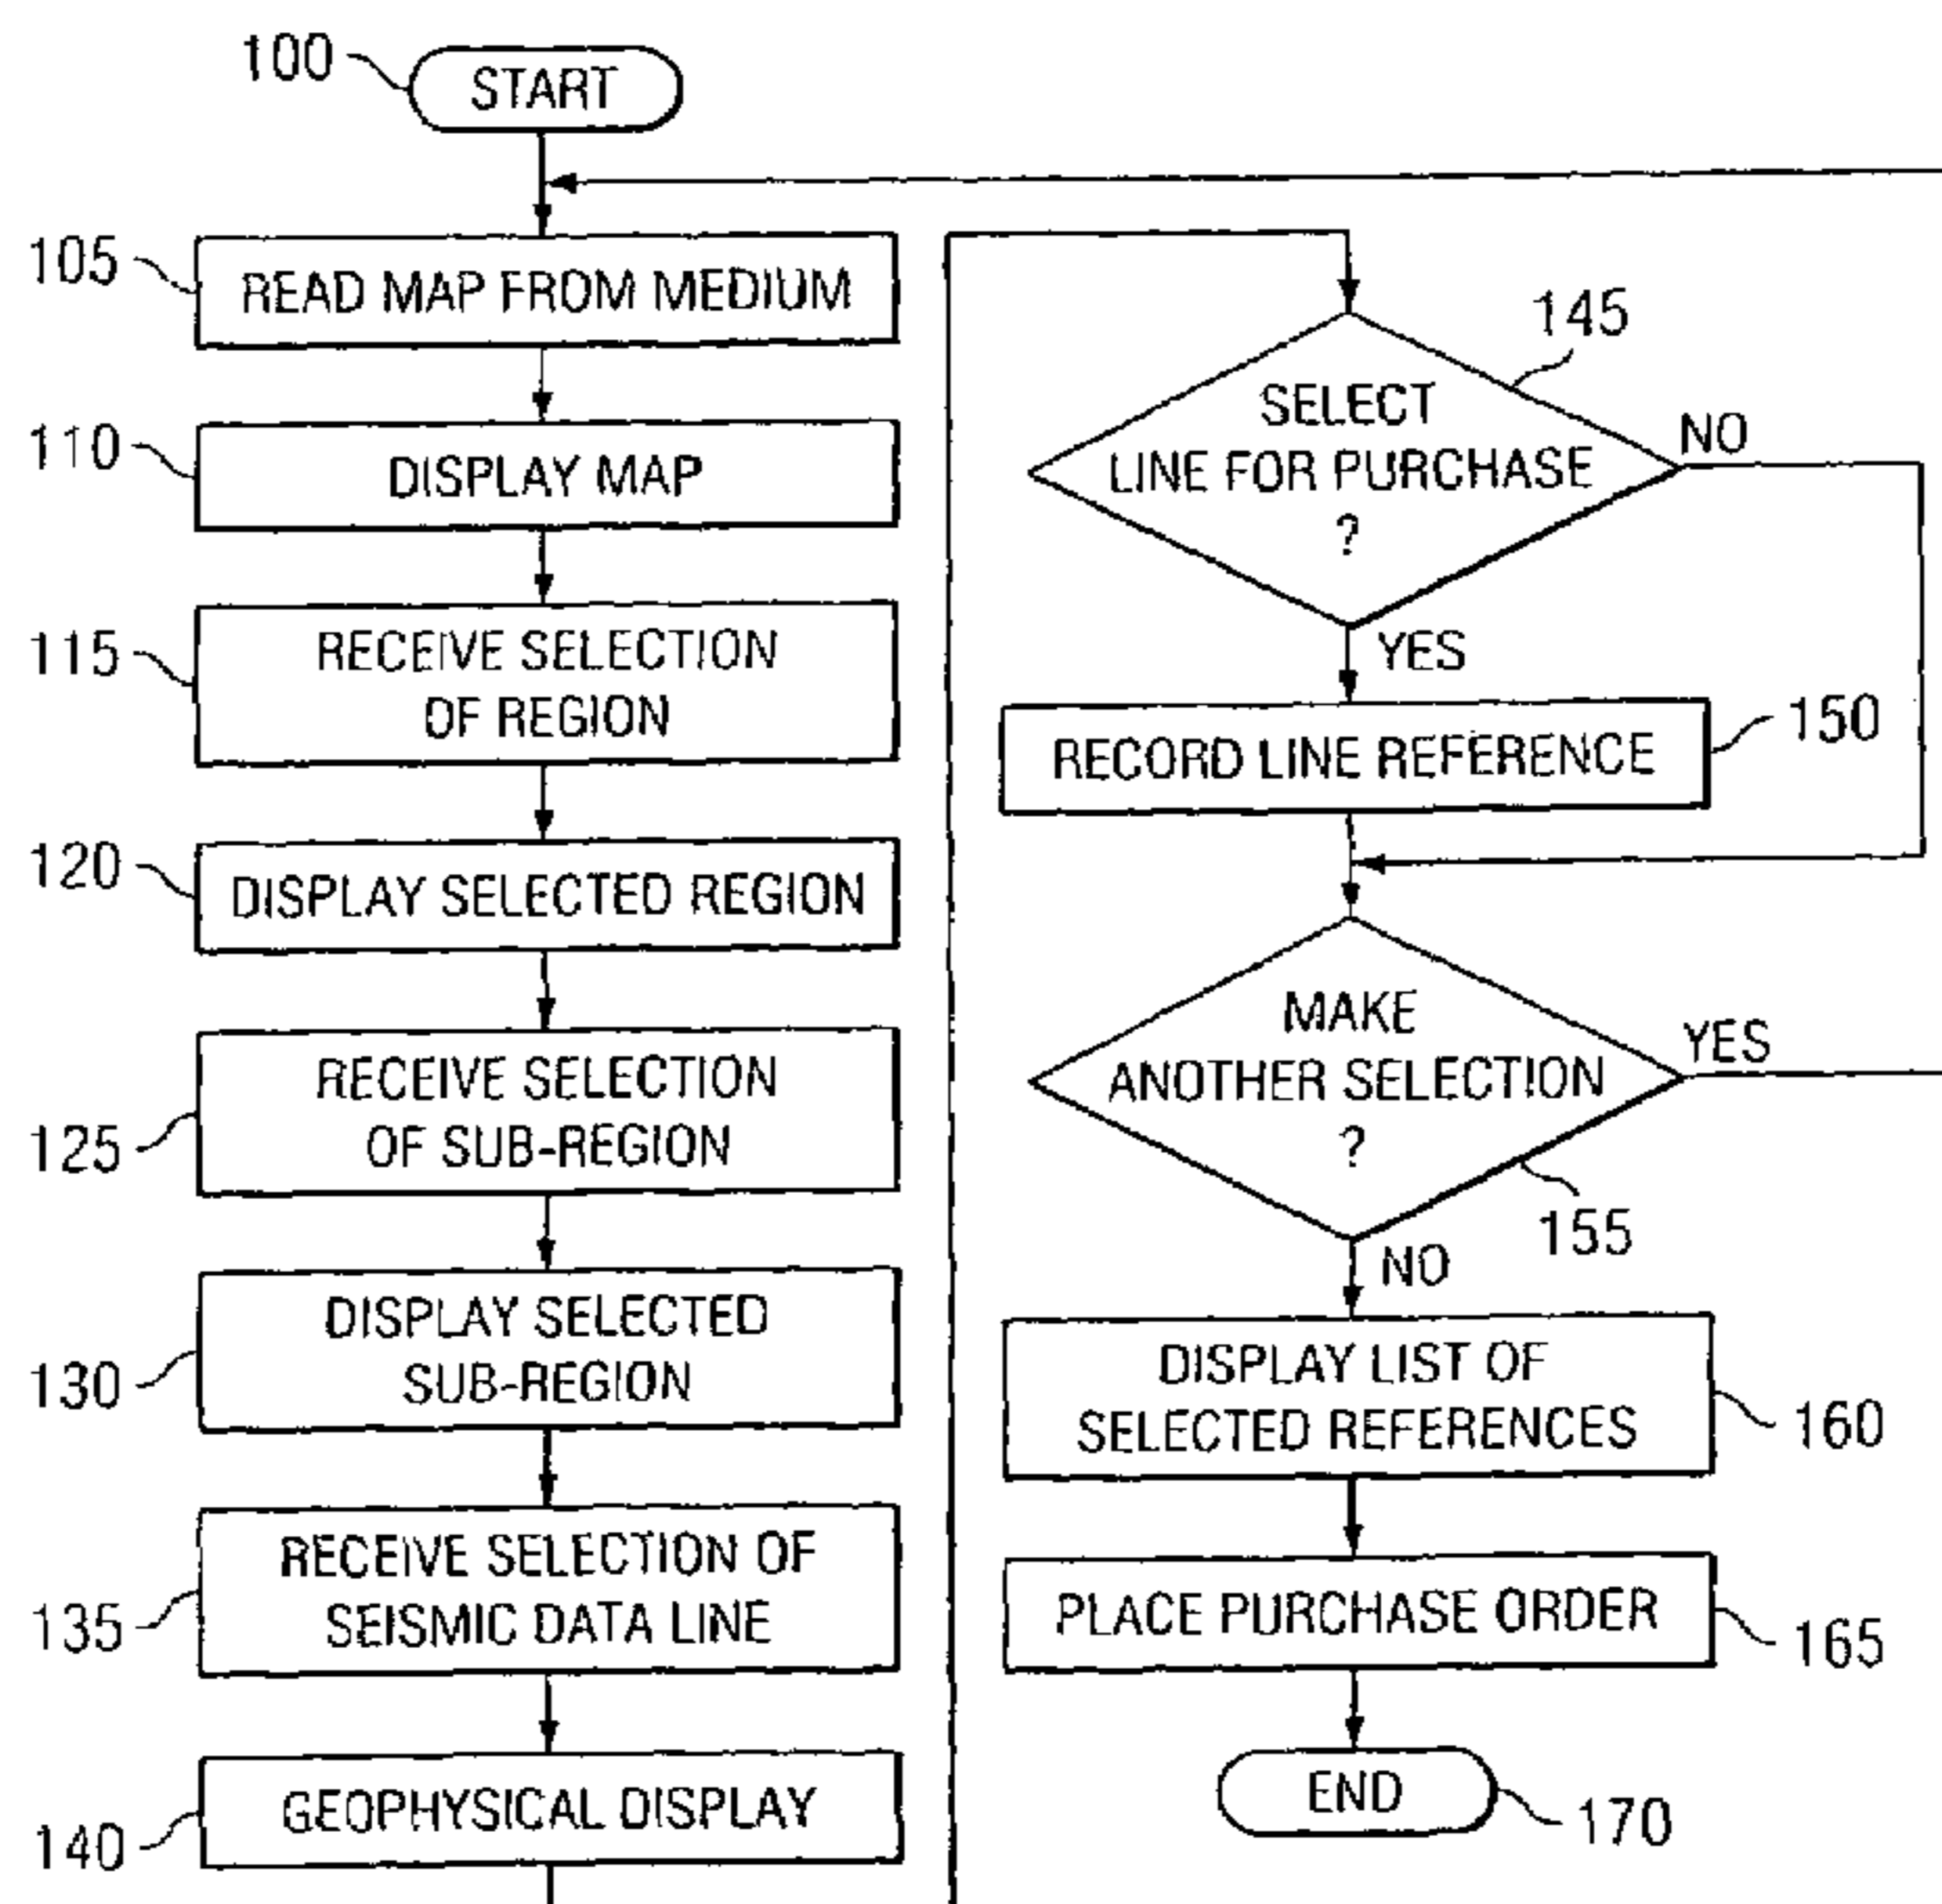 100
START
105
READ MAP FROM MEDIUM
110
DISPLAY MAP
115
RECEIVE SELECTION
OF REGION
120
DISPLAY SELECTED REGION
125
RECEIVE SELECTION
OF SUB-REGION
130
DISPLAY SELECTED
SUB-REGION
135
RECEIVE SELECTION OF
SEISMIC DATA LINE
140
GEOPHYSICAL DISPLAY
145
SELECT
LINE FOR PURCHASE
?
NO
YES
150
RECORD LINE REFERENCE
MAKE
ANOTHER SELECTION
?
YES
155
NO
DISPLAY LIST OF
SELECTED REFERENCES
160
PLACE PURCHASE ORDER
165
END
170